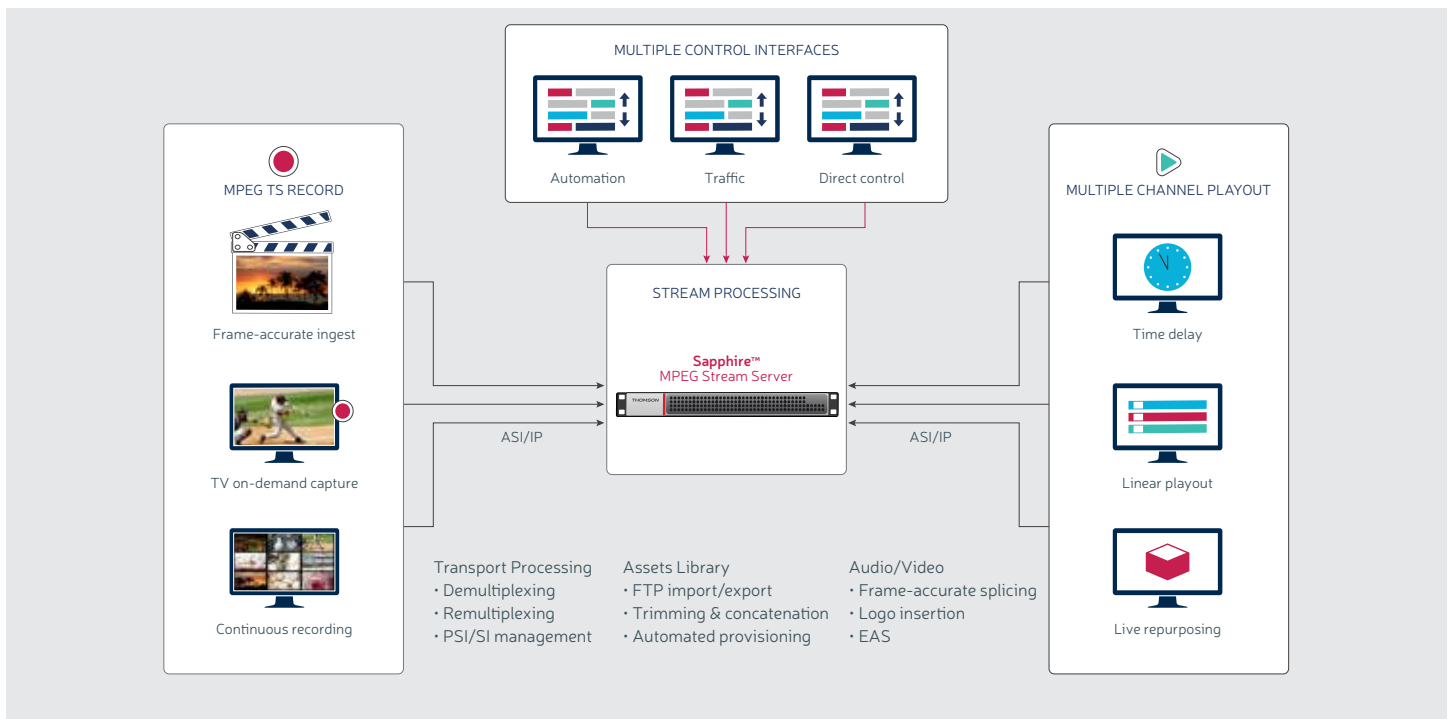 MULTIPLE CONTROL INTERFACES
Automation
Traffic
Direct control
MPEG TS RECORD
Frame-accurate ingest
TV on-demand capture
Continuous recording
STREAM PROCESSING
Sapphire™
MPEG Stream Server
THOMSON
ASI/IP
ASI/IP
MULTIPLE CHANNEL PLAYOUT
Time delay
Linear playout
Live repurposing
Transport Processing
• Demultiplexing
• Remultiplexing
• PSI/SI management
Assets Library
• FTP import/export
• Trimming & concatenation
• Automated provisioning
Audio/Video
• Frame-accurate splicing
• Logo insertion
• EAS